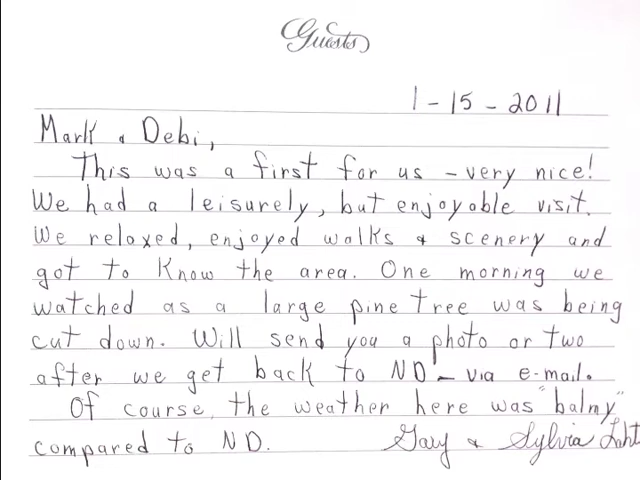 Guests
1-15-2011
Mark & Debi,
This was a first for us - very nice!
We had a leisurely, but enjoyable visit.
We relaxed, enjoyed walks & scenery and
got to know the area. One morning we
watched as a large pine tree was being
cut down. Will send you a photo or two
after we get back to ND - via e-mail.
Of course, the weather here was "balmy"
compared to ND. Gary & Sylvia